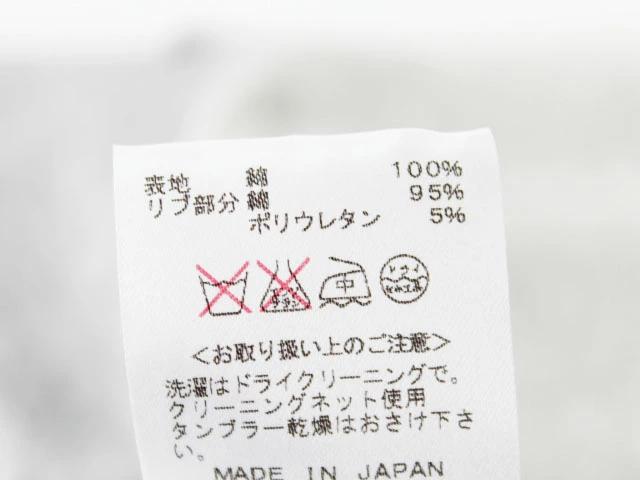 表地 綿 100%
リブ部分 綿 95%
ポリウレタン 5%
中 ドライ
<お取り扱い上のご注意>
洗濯はドライクリーニングで。
クリーニングネット使用
タンブラー乾燥はおさけ下さ
い。
MADE IN JAPAN